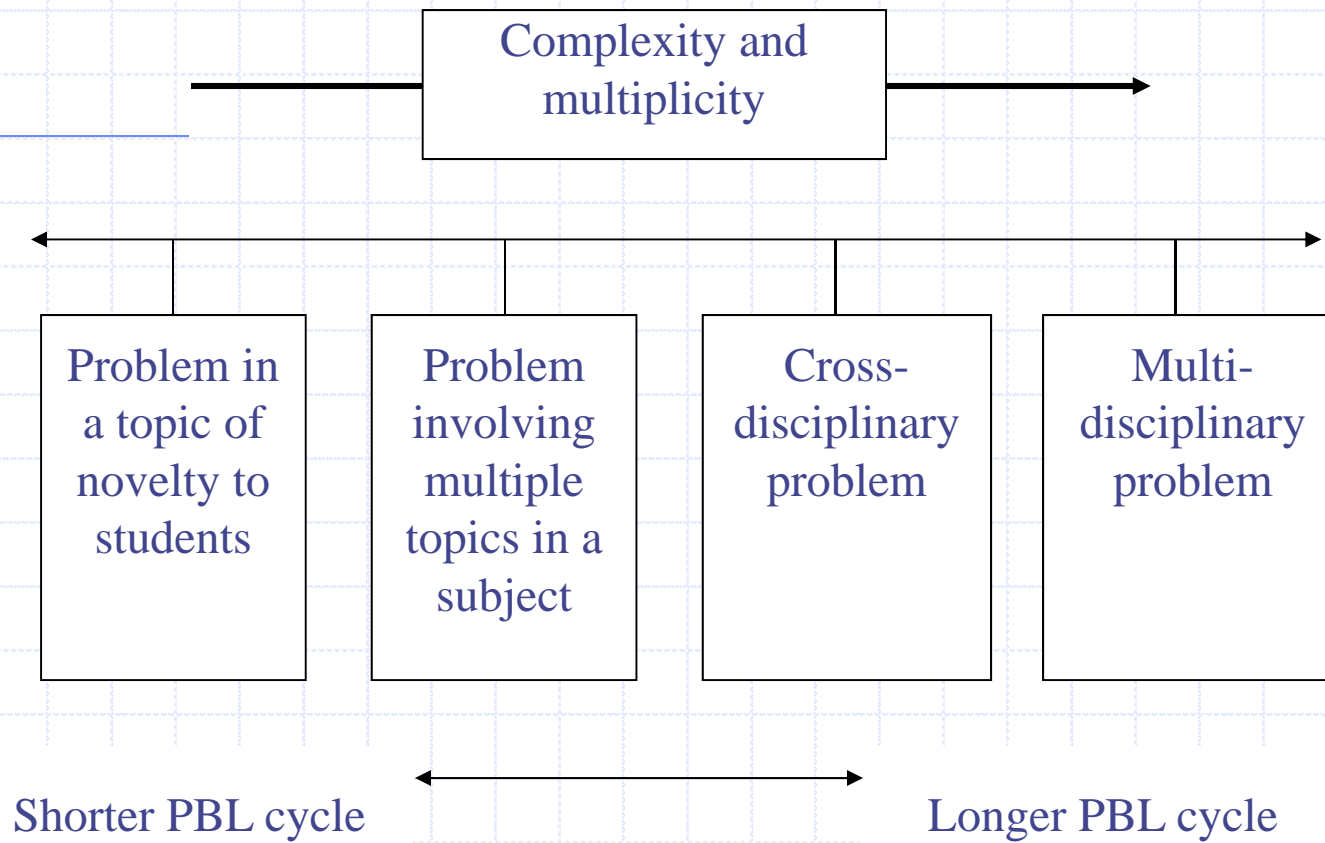 Complexity and
multiplicity
Problem in
a topic of
novelty to
students
Problem
involving
multiple
topics in a
subject
Cross-
disciplinary
problem
Multi-
disciplinary
problem
Shorter PBL cycle
Longer PBL cycle